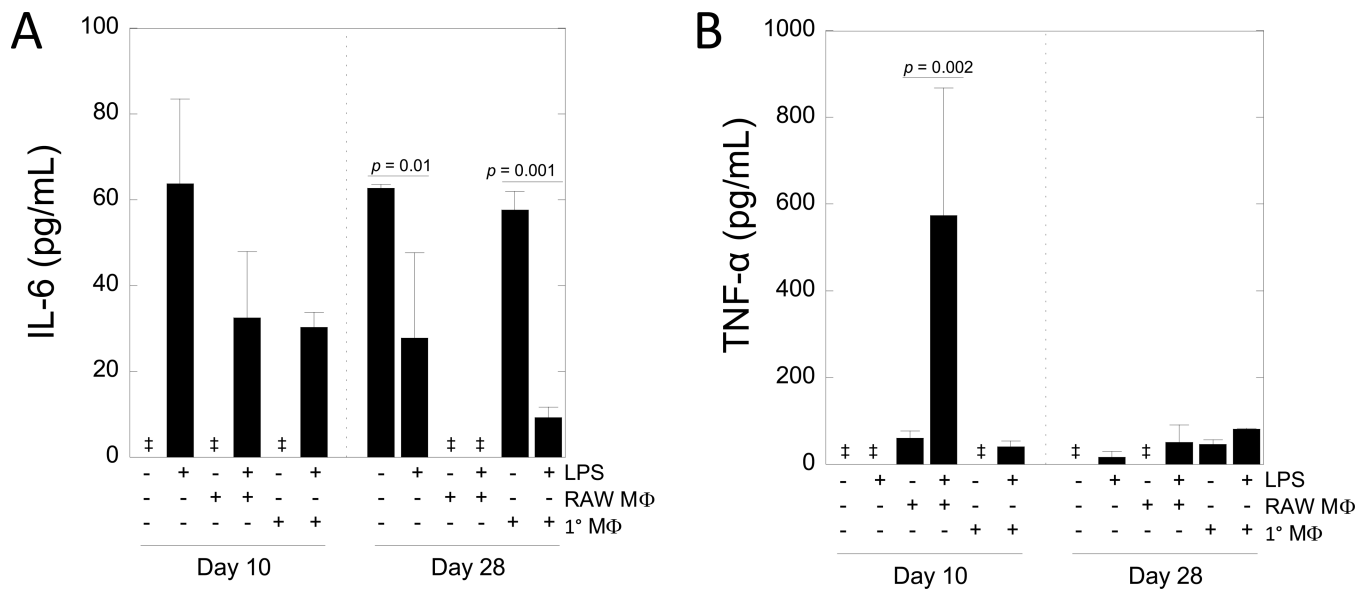 A
IL-6 (pg/mL)
100
80
60
40
20
0
p = 0.01
p = 0.001
‡ ‡ ‡ ‡ ‡
- + - + - + - + - + - + LPS
- - + + - - - - + + - - RAW MΦ
- - - - + + - - - - + + 1° MΦ
Day 10 Day 28
B
TNF-α (pg/mL)
1000
800
600
400
200
0
p = 0.002
‡ ‡ ‡ ‡ ‡
- + - + - + - + - + - + LPS
- - + + - - - - + + - - RAW MΦ
- - - - + + - - - - + + 1° MΦ
Day 10 Day 28